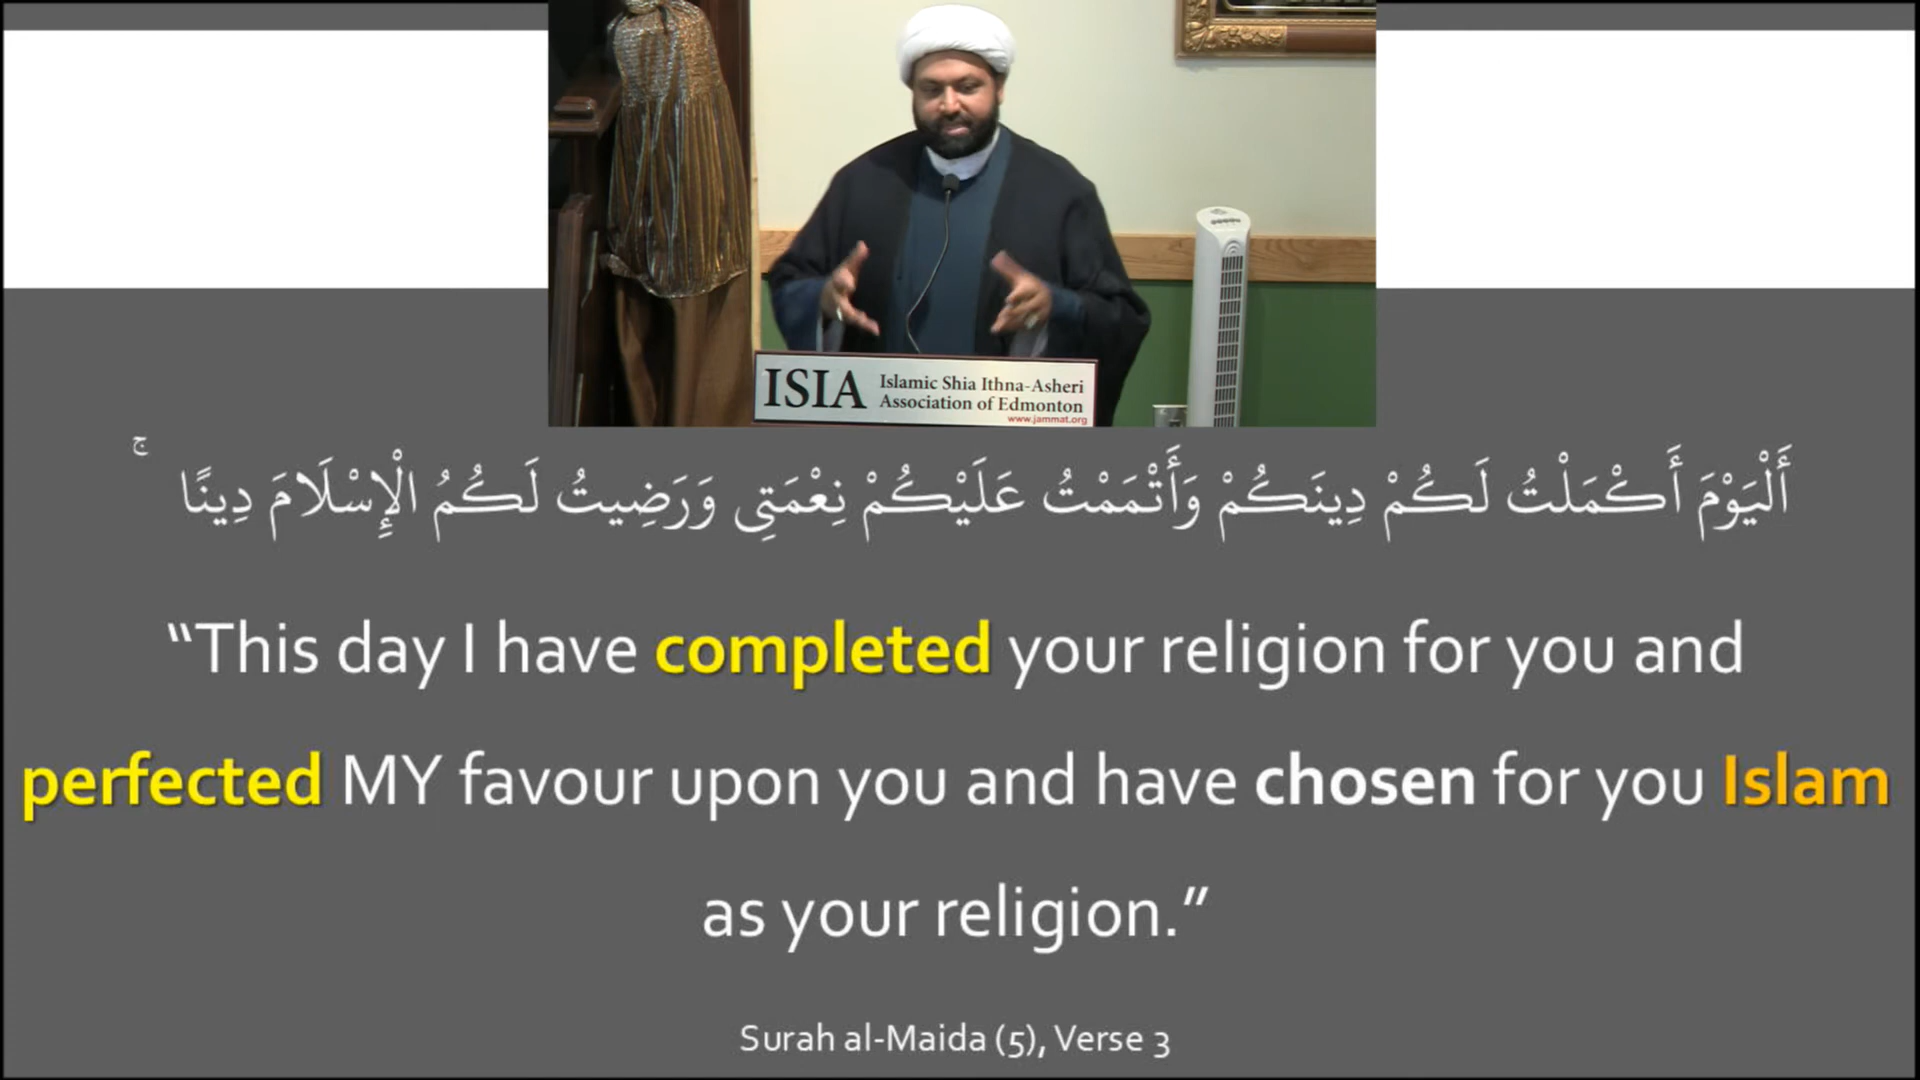 ISIA
Islamic Shia Ithna-Asheri
Association of Edmonton
www.jammat.org
أَلْيَوْمَ أَكْمَلْتُ لَكُمْ دِينَكُمْ وَأَتْمَمْتُ عَلَيْكُمْ نِعْمَتِى وَرَضِيتُ لَكُمُ الْإِسْلَامَ دِينًا ۚ
“This day I have completed your religion for you and
perfected MY favour upon you and have chosen for you Islam
as your religion.”
Surah al-Maida (5), Verse 3